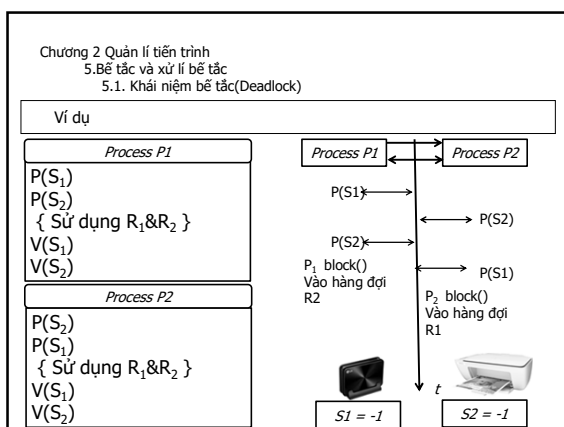 Chương 2 Quản lí tiến trình
5.Bế tắc và xử lí bế tắc
5.1. Khái niệm bế tắc(Deadlock)
Ví dụ
Process P1
P(S₁)
P(S₂)
{ Sử dụng R₁&R₂ }
V(S₁)
V(S₂)
Process P2
P(S₂)
P(S₁)
{ Sử dụng R₁&R₂ }
V(S₁)
V(S₂)
Process P1
Process P2
P(S1)
P(S2)
P(S2)
P₁ block()
Vào hàng đợi
R2
P(S1)
P₂ block()
Vào hàng đợi
R1
t
S1 = -1
S2 = -1